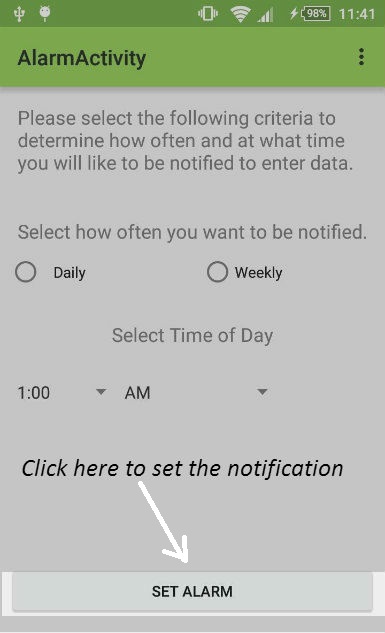 98% 11:41
AlarmActivity
Please select the following criteria to
determine how often and at what time
you will like to be notified to enter data.
Select how often you want to be notified.
Daily Weekly
Select Time of Day
1:00 AM
Click here to set the notification
SET ALARM